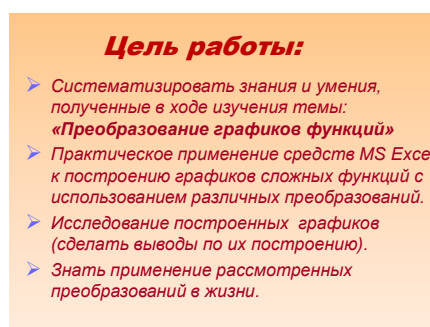 Цель работы:
Систематизировать знания и умения,
полученные в ходе изучения темы:
«Преобразование графиков функций»
Практическое применение средств MS Exce
к построению графиков сложных функций с
использованием различных преобразований.
Исследование построенных графиков
(сделать выводы по их построению).
Знать применение рассмотренных
преобразований в жизни.